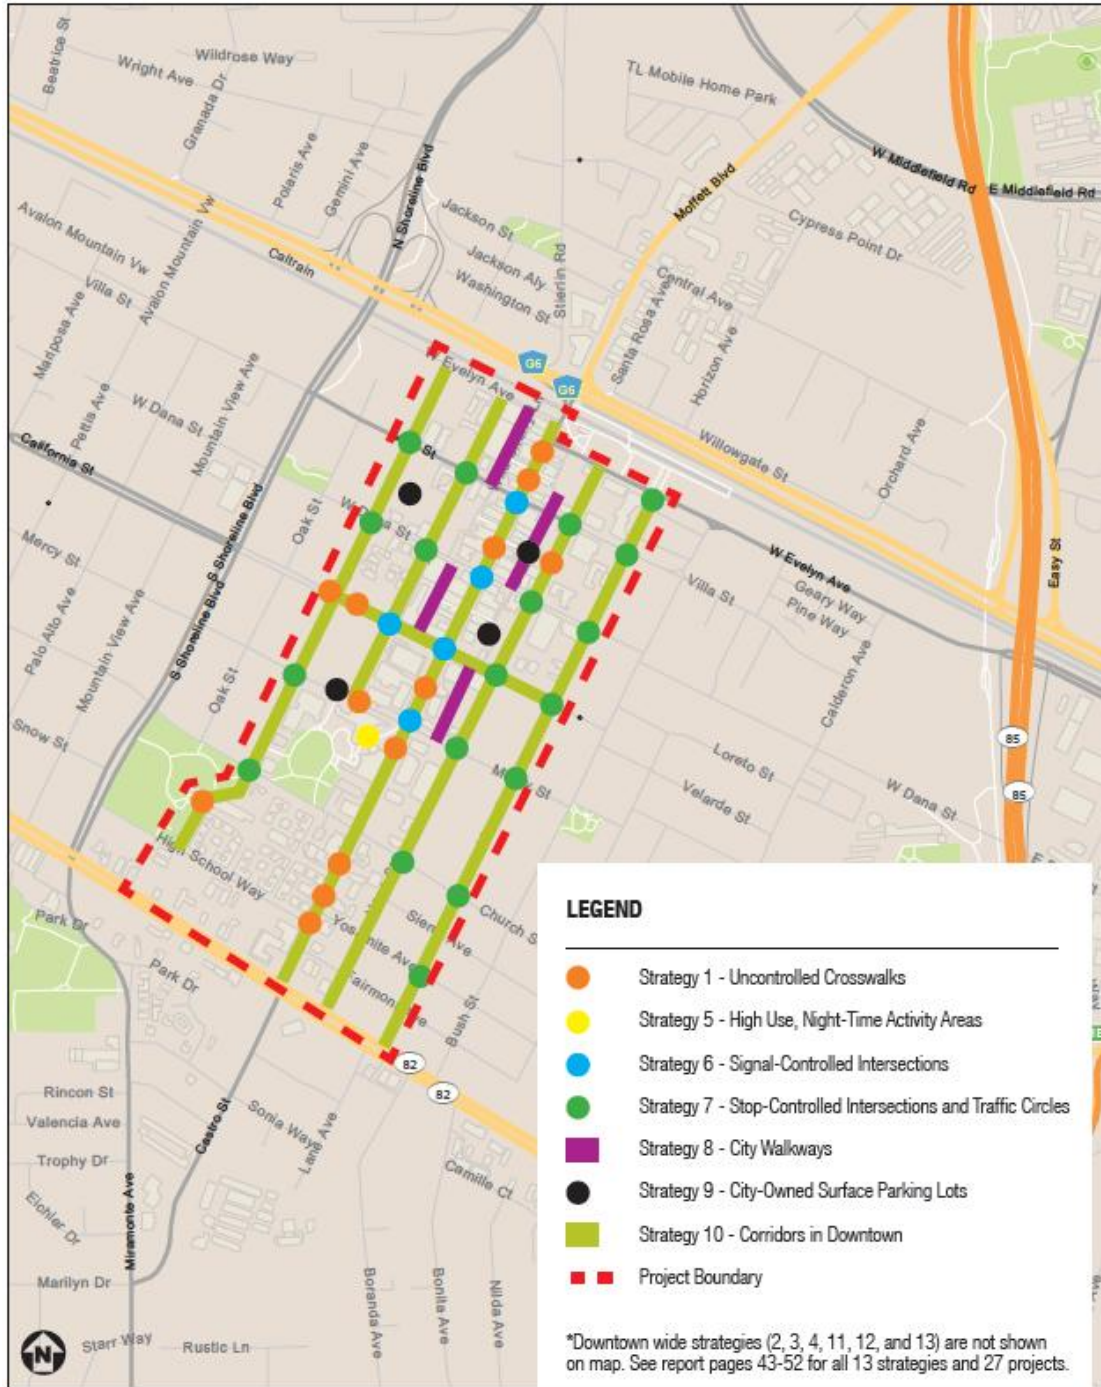 Beatrice St
Wildrose Way
Wright Ave
Granada Dr
Polaris Ave
Gemini Ave
N Shoreline Blvd
TL Mobile Home Park
W Middlefield Rd
E Middlefield Rd
Moffett Blvd
Cypress Point Dr
Jackson St
Jackson Aly
Washington St
Stierlin Rd
Central Ave
Santa Rosa Ave
Horizon Ave
Avalon Mountain Vw
Avalon Mountain Vw
Villa St
Caltrain
Mariposa Ave
Pettis Ave
W Dana St
Mountain View Ave
California St
W Evelyn Ave
G6
G6
Willowgate St
Orchard Ave
St
W Dana St
Oak St
S Shoreline Blvd
S Shoreline Blvd
Mercy St
Palo Alto Ave
Mountain View Ave
Oak St
Snow St
W Evelyn Ave
Villa St
Geary Way
Pine Way
Calderon Ave
Easy St
85
85
Loreto St
Velarde St
W Dana St
St
High School Way
Church S
Yosemite Ave
Bush St
Park Dr
Park Dr
82
82
Rincon St
Valencia Ave
Trophy Dr
Eichler Dr
Miramonte Ave
Marilyn Dr
Starr Way
Rustic Ln
Castro St
Sonia Way
Lane Ave
Camille Ct
Boranda Ave
Bonita Ave
Nilda Ave
N
LEGEND
Strategy 1 - Uncontrolled Crosswalks
Strategy 5 - High Use, Night-Time Activity Areas
Strategy 6 - Signal-Controlled Intersections
Strategy 7 - Stop-Controlled Intersections and Traffic Circles
Strategy 8 - City Walkways
Strategy 9 - City-Owned Surface Parking Lots
Strategy 10 - Corridors in Downtown
Project Boundary
*Downtown wide strategies (2, 3, 4, 11, 12, and 13) are not shown
on map. See report pages 43-52 for all 13 strategies and 27 projects.